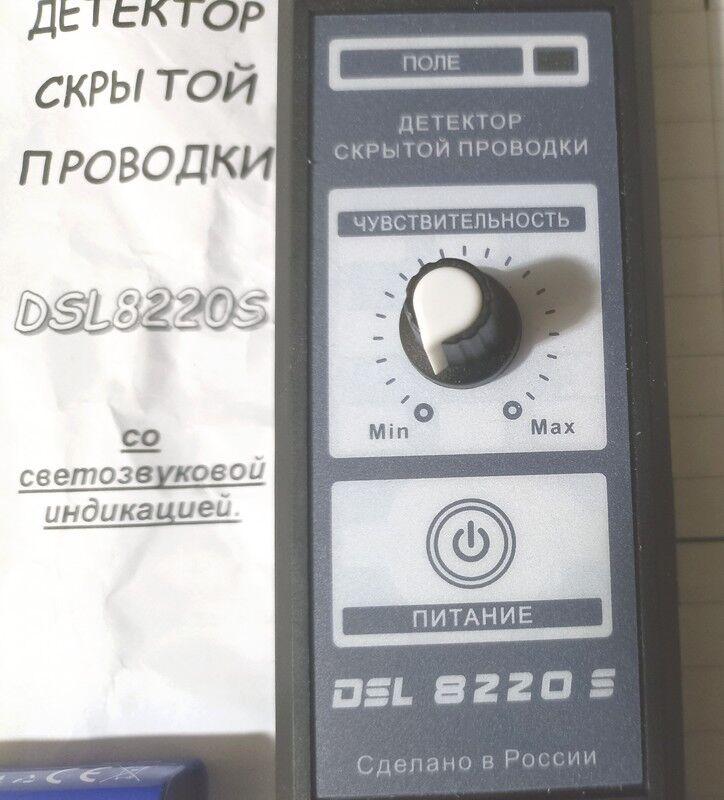 ДЕТЕКТОР
СКРЫТОЙ
ПРОВОДКИ
DSL8220S
со
светозвуковой
индикацией.
ПОЛЕ
ДЕТЕКТОР
СКРЫТОЙ ПРОВОДКИ
ЧУВСТВИТЕЛЬНОСТЬ
Min
Max
ПИТАНИЕ
DSL 8220 S
Сделано в России
CE